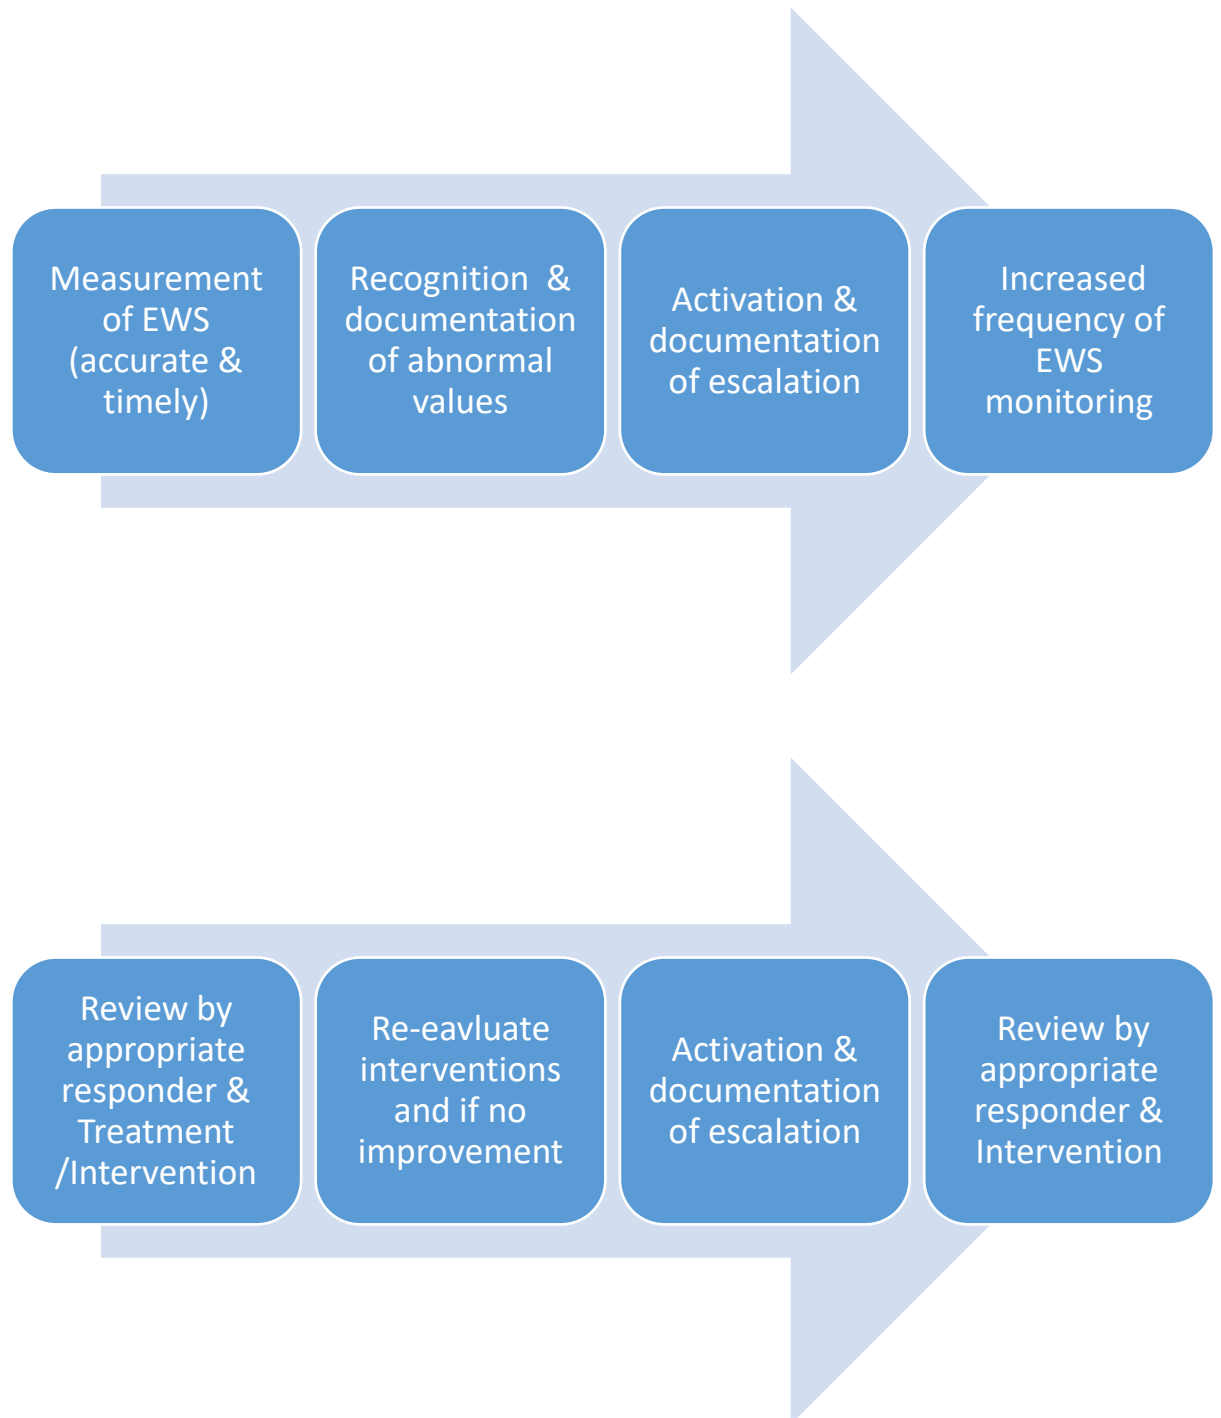 Measurement
of EWS
(accurate &
timely)
Recognition & 
documentation
of abnormal
values
Activation &
documentation
of escalation
Increased
frequency of
EWS
monitoring
Review by
appropriate
responder &
Treatment
/Intervention
Re-eavluate
interventions
and if no
improvement
Activation &
documentation
of escalation
Review by
appropriate
responder &
Intervention